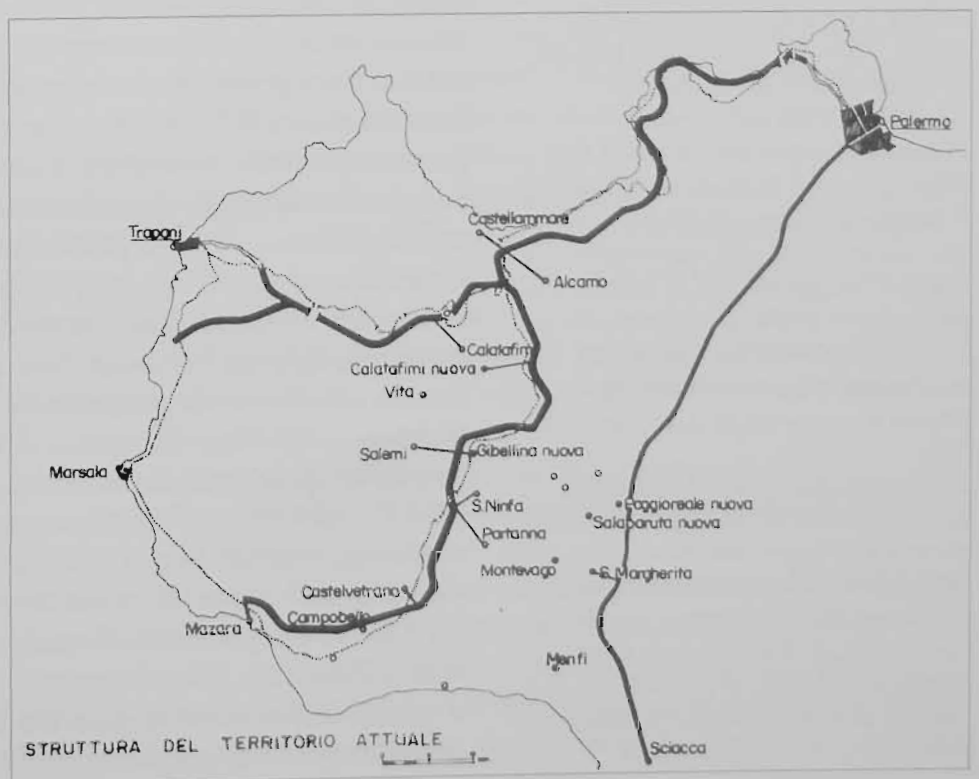 Palermo
Castellammare
Trapani
Alcamo
Calatafimi
Calatafimi nuova
Vita
Salemi
Gibellina nuova
Marsala
S. Ninfa
Poggioreale nuova
Salaparuta nuova
Partanna
Montevago
S. Margherita
Castelvetrano
Campobello
Mazara
Menfi
STRUTTURA DEL TERRITORIO ATTUALE
Sciacca